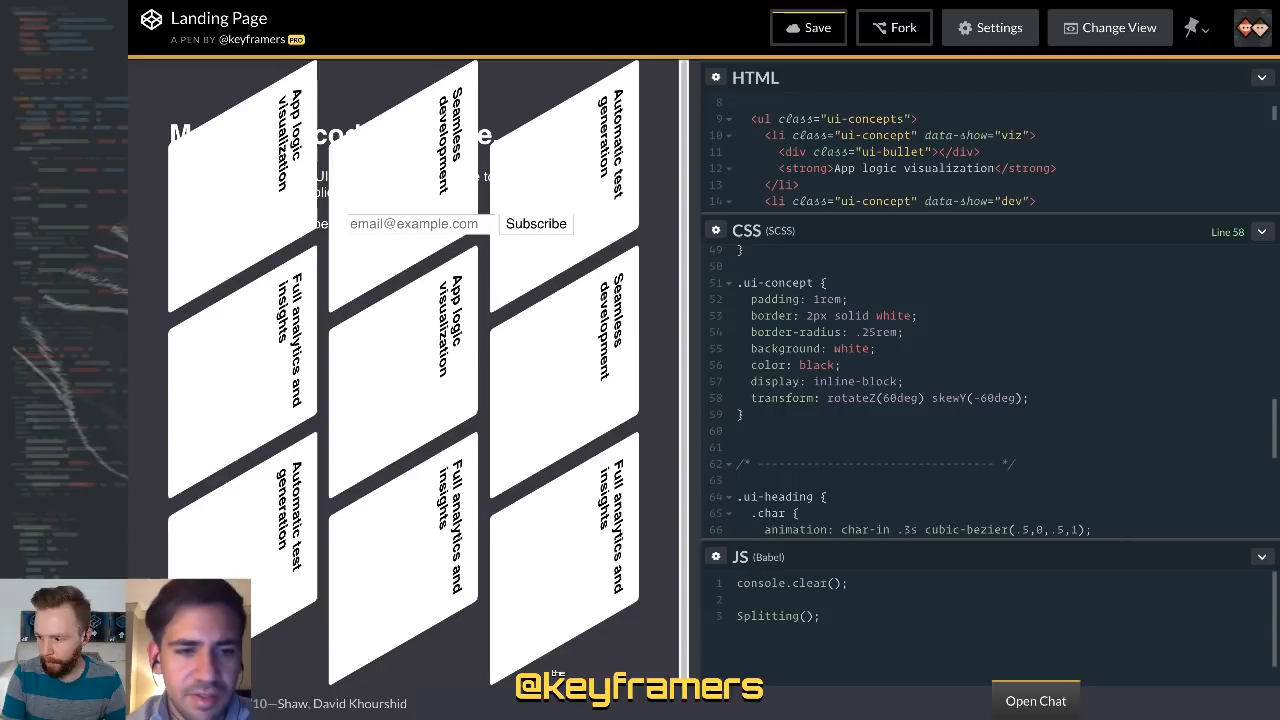 Landing Page
A PEN BY @keyframers PRO
Save
Fork
Settings
Change View
App logic
visualization
Seamless
development
Automatic test
generation
email@example.com
Subscribe
Full analytics and
insights
App logic
visualization
Seamless
development
Automatic test
generation
Full analytics and
insights
Full analytics and
insights
HTML
8
9 <ul class="ui-concepts">
10 <li class="ui-concept" data-show="viz">
11 <div class="ui-bullet"></div>
12 <strong>App logic visualization</strong>
13 </li>
14 <li class="ui-concept" data-show="dev">
CSS (SCSS)
Line 58
49 }
50
51 .ui-concept {
52 padding: 1rem;
53 border: 2px solid white;
54 border-radius: .25rem;
55 background: white;
56 color: black;
57 display: inline-block;
58 transform: rotateZ(60deg) skewY(-60deg);
59 }
60
61
62 /* -------------------------------- */
63
64 .ui-heading {
65 .char {
66 animation: char-in .3s cubic-bezier(.5,0,.5,1);
JS (Babel)
1 console.clear();
2
3 Splitting();
the
@keyframers
10—Shaw, David Khourshid
Open Chat